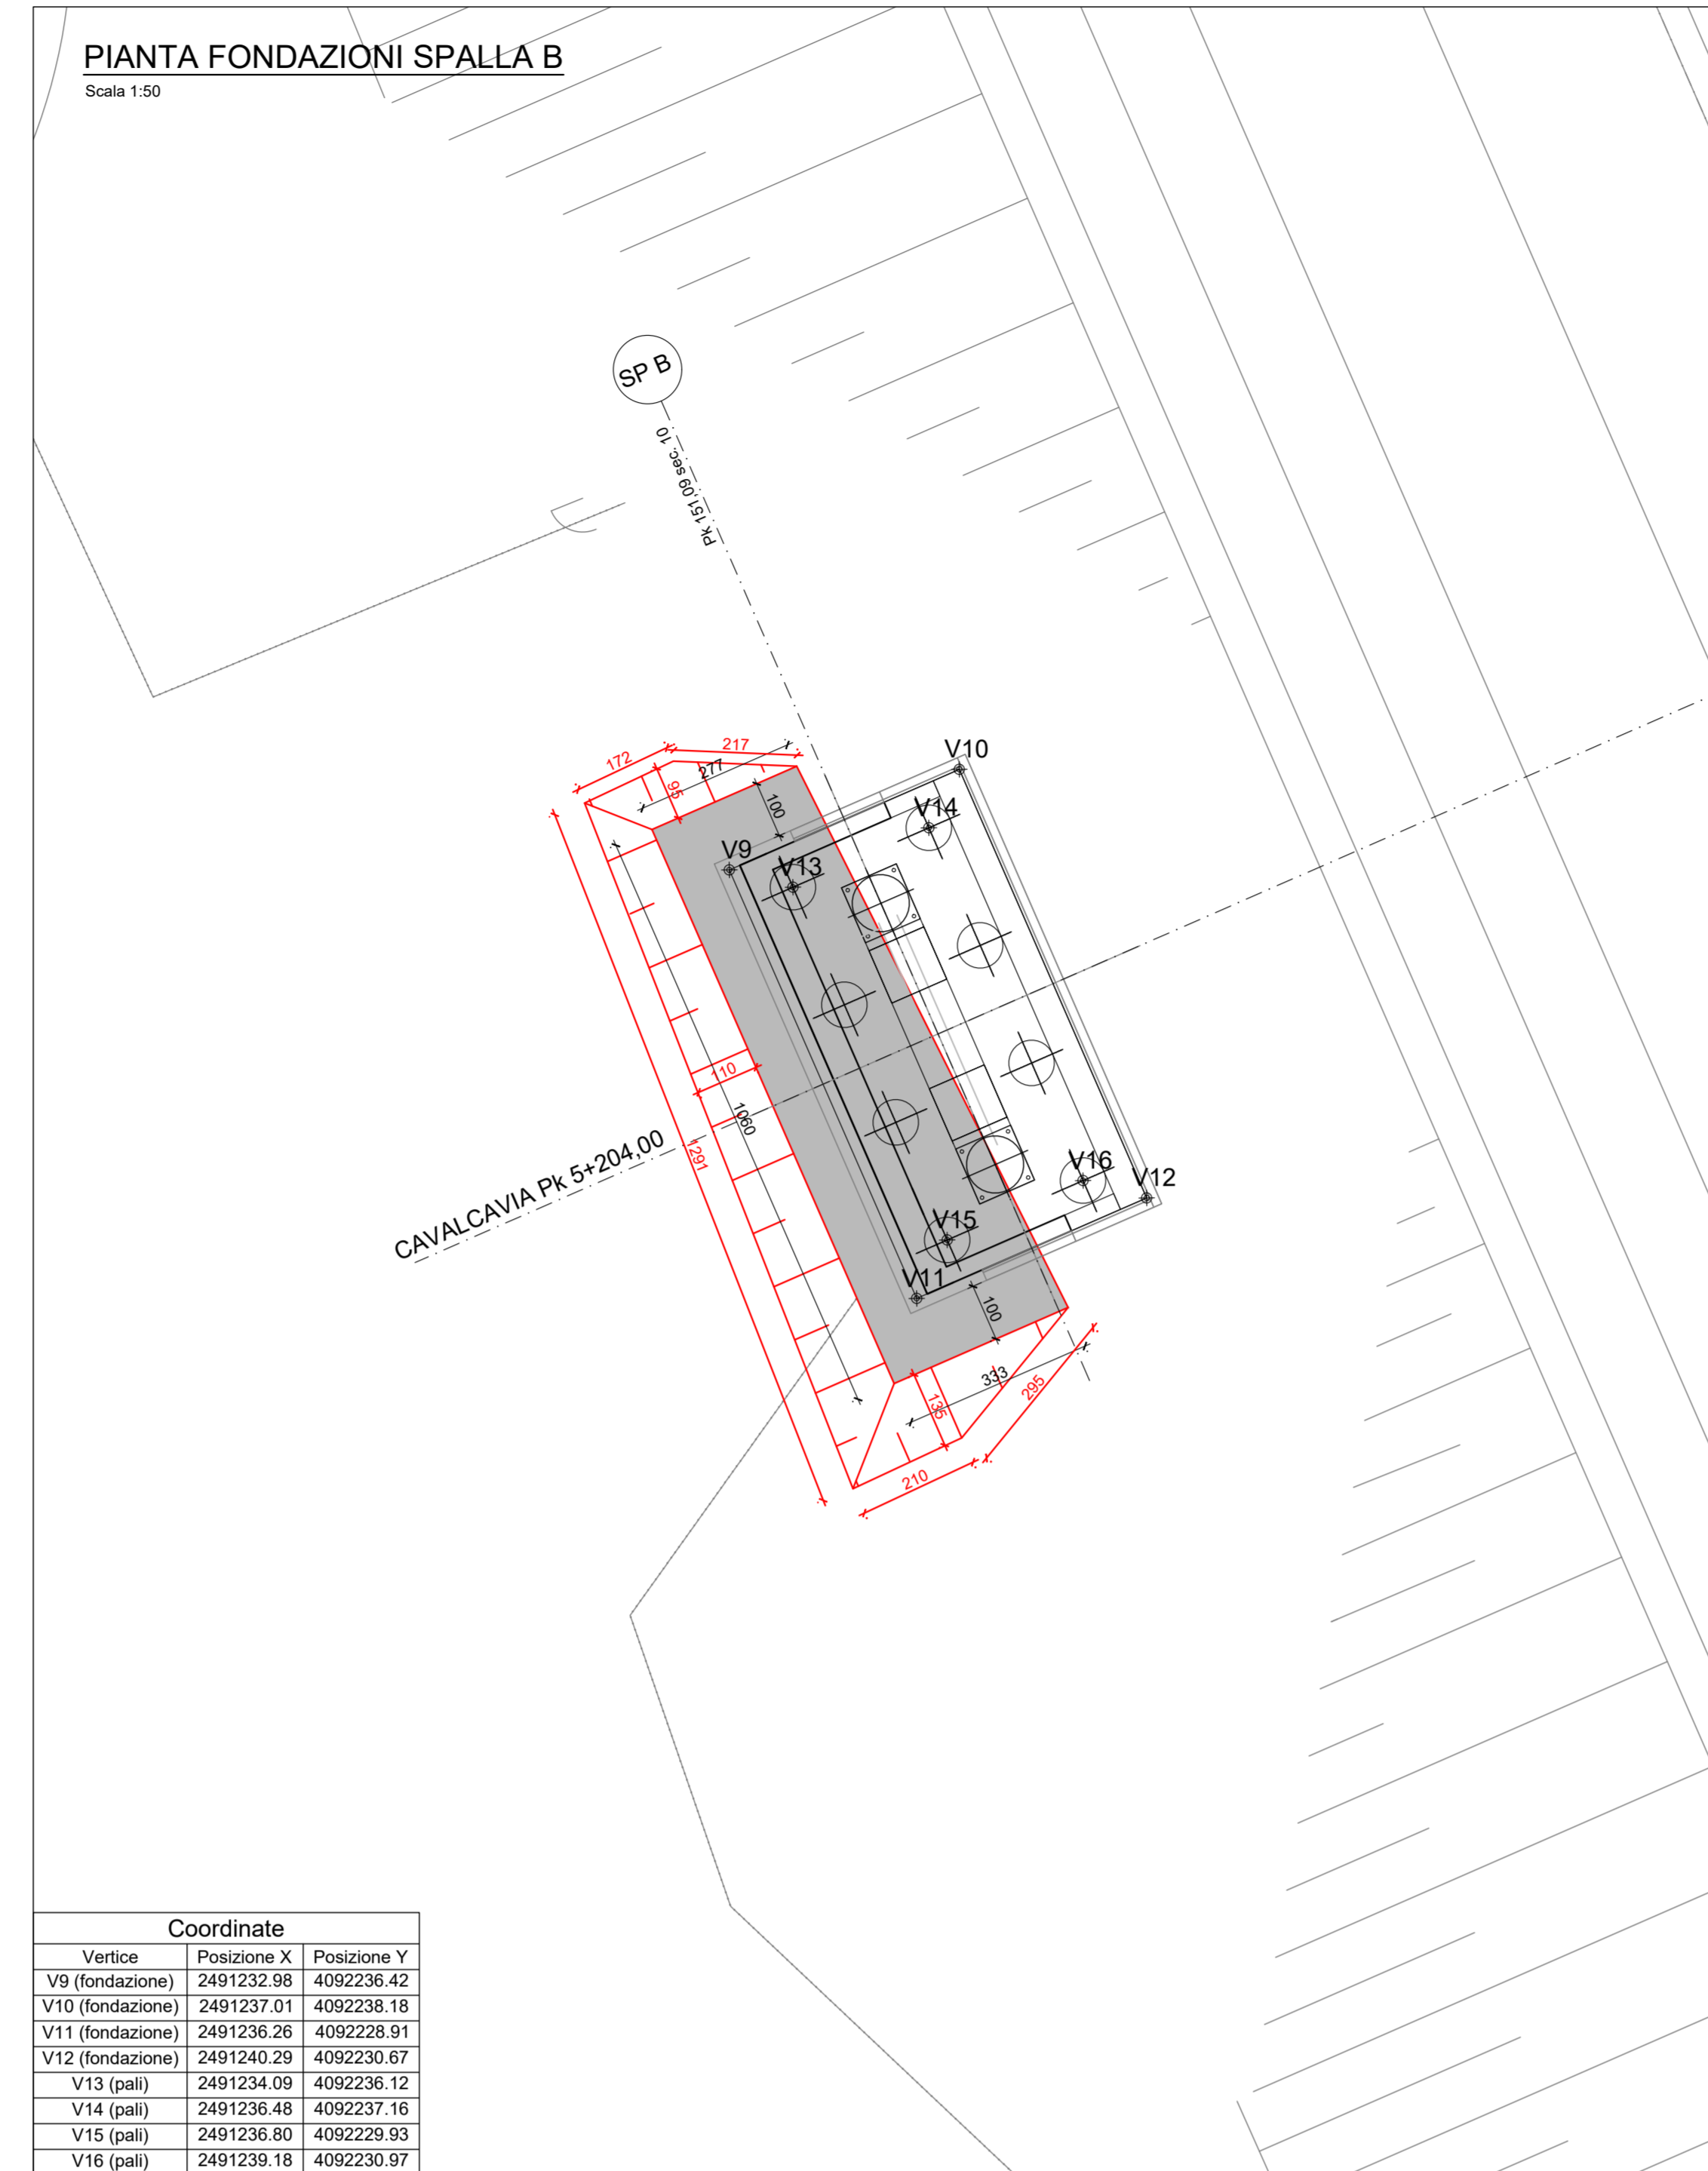 PIANTA FONDAZIONI SPALLA B
Scala 1:50
SP B
Pk 151,09 sec. 10
172
217
277
95
100
V10
V14
V9
V13
110
1060
1291
CAVALCAVIA Pk 5+204,00
V16
V12
V15
V11
100
333
295
135
210
Coordinate
Vertice Posizione X Posizione Y
V9 (fondazione) 2491232.98 4092236.42
V10 (fondazione) 2491237.01 4092238.18
V11 (fondazione) 2491236.26 4092228.91
V12 (fondazione) 2491240.29 4092230.67
V13 (pali) 2491234.09 4092236.12
V14 (pali) 2491236.48 4092237.16
V15 (pali) 2491236.80 4092229.93
V16 (pali) 2491239.18 4092230.97